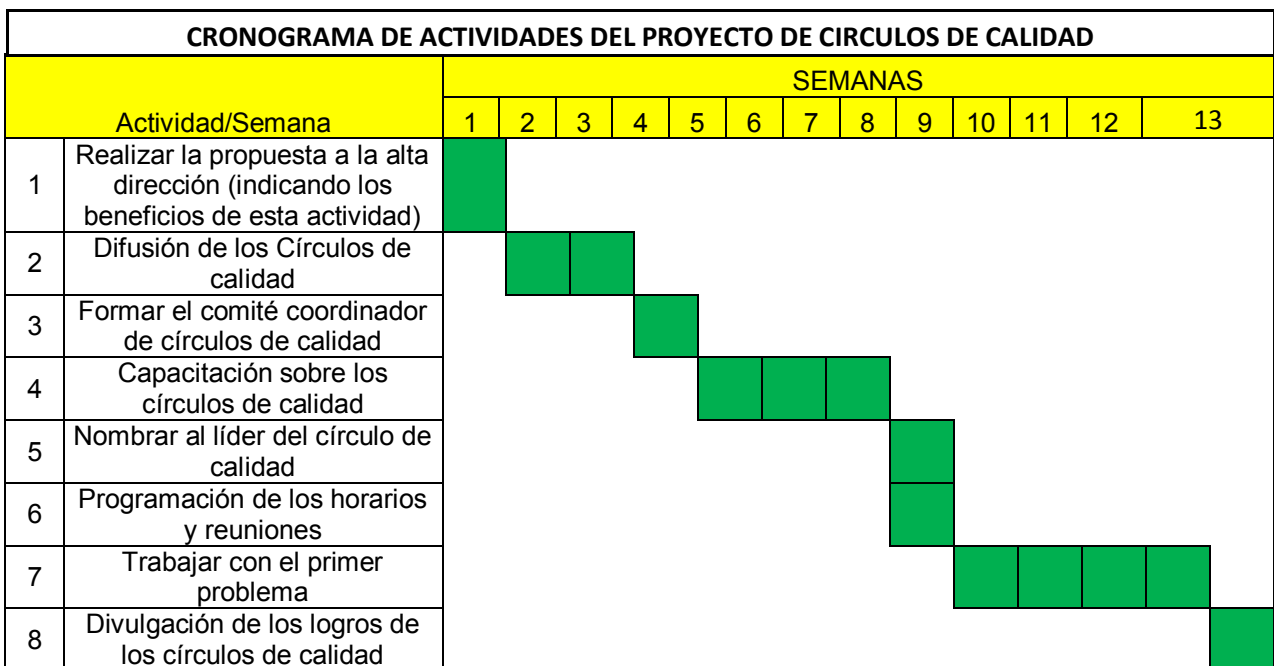 CRONOGRAMA DE ACTIVIDADES DEL PROYECTO DE CIRCULOS DE CALIDAD
SEMANAS
Actividad/Semana 1 2 3 4 5 6 7 8 9 10 11 12 13
1 Realizar la propuesta a la alta
dirección (indicando los
beneficios de esta actividad)
2 Difusión de los Círculos de
calidad
3 Formar el comité coordinador
de círculos de calidad
4 Capacitación sobre los
círculos de calidad
5 Nombrar al líder del círculo de
calidad
6 Programación de los horarios
y reuniones
7 Trabajar con el primer
problema
8 Divulgación de los logros de
los círculos de calidad